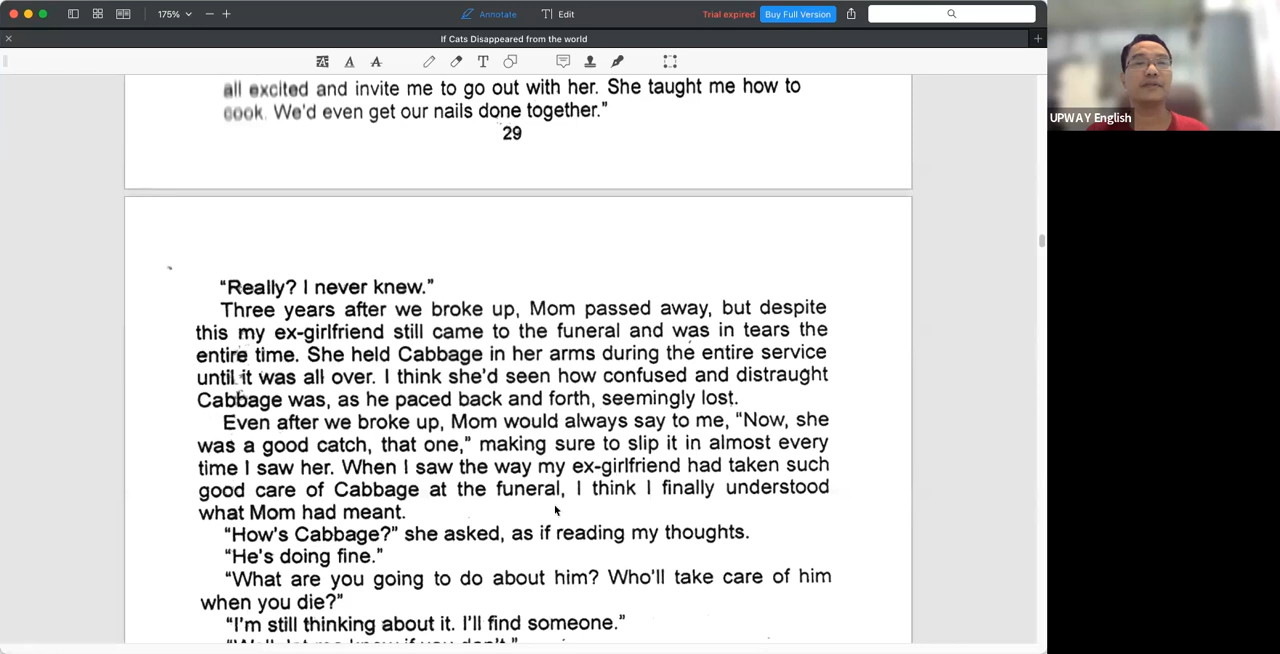 175%
Annotate
Edit
Trial expired
Buy Full Version
If Cats Disappeared from the world
all excited and invite me to go out with her. She taught me how to
cook. We'd even get our nails done together.”
29
“Really? I never knew.”
Three years after we broke up, Mom passed away, but despite
this my ex-girlfriend still came to the funeral and was in tears the
entire time. She held Cabbage in her arms during the entire service
until it was all over. I think she'd seen how confused and distraught
Cabbage was, as he paced back and forth, seemingly lost.
Even after we broke up, Mom would always say to me, “Now, she
was a good catch, that one,” making sure to slip it in almost every
time I saw her. When I saw the way my ex-girlfriend had taken such
good care of Cabbage at the funeral, I think I finally understood
what Mom had meant.
“How's Cabbage?” she asked, as if reading my thoughts.
“He's doing fine.”
“What are you going to do about him? Who'll take care of him
when you die?”
“I'm still thinking about it. I'll find someone.”
“Well, let me know if you don't.”
UPWAY English